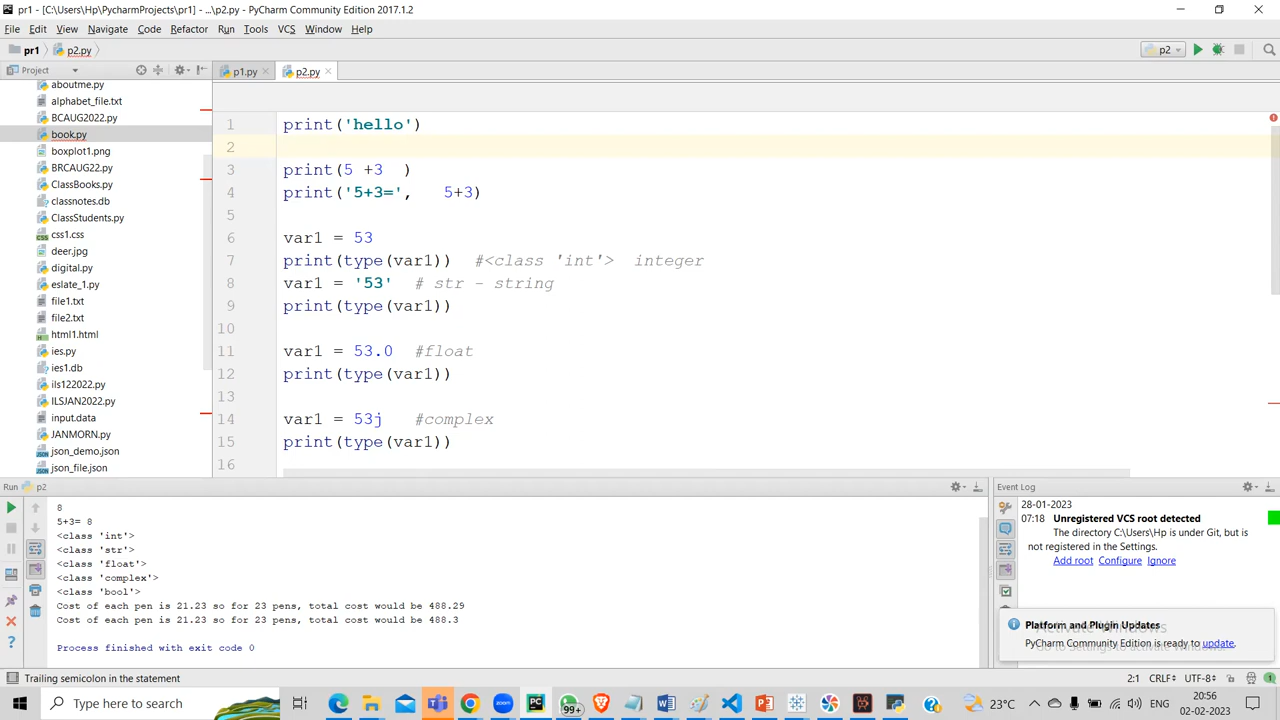 pr1 - [C:\Users\Hp\PycharmProjects\pr1] - ...\p2.py - PyCharm Community Edition 2017.1.2
File Edit View Navigate Code Refactor Run Tools VCS Window Help
pr1 p2.py p2
Project p1.py p2.py
aboutme.py
alphabet_file.txt
BCAUG2022.py
book.py
boxplot1.png
BRCAUG22.py
ClassBooks.py
classnotes.db
ClassStudents.py
css1.css
deer.jpg
digital.py
eslate_1.py
file1.txt
file2.txt
html1.html
ies.py
ies1.db
ils122022.py
ILSJAN2022.py
input.data
JANMORN.py
json_demo.json
json_file.json
1 print('hello')
2
3 print(5 +3  )
4 print('5+3=',   5+3)
5
6 var1 = 53
7 print(type(var1))  #<class 'int'>  integer
8 var1 = '53'  # str - string
9 print(type(var1))
10
11 var1 = 53.0  #float
12 print(type(var1))
13
14 var1 = 53j   #complex
15 print(type(var1))
16
Run p2
8
5+3= 8
<class 'int'>
<class 'str'>
<class 'float'>
<class 'complex'>
<class 'bool'>
Cost of each pen is 21.23 so for 23 pens, total cost would be 488.29
Cost of each pen is 21.23 so for 23 pens, total cost would be 488.3
Process finished with exit code 0
Event Log
28-01-2023
07:18 Unregistered VCS root detected
The directory C:\Users\Hp is under Git, but is
not registered in the Settings.
Add root Configure Ignore
Platform and Plugin Updates
PyCharm Community Edition is ready to update.
Activate Windows
Go to Settings to activate Windows.
Trailing semicolon in the statement
2:1 CRLF÷ UTF-8÷
Type here to search
99+
23°C
ENG
20:56
02-02-2023